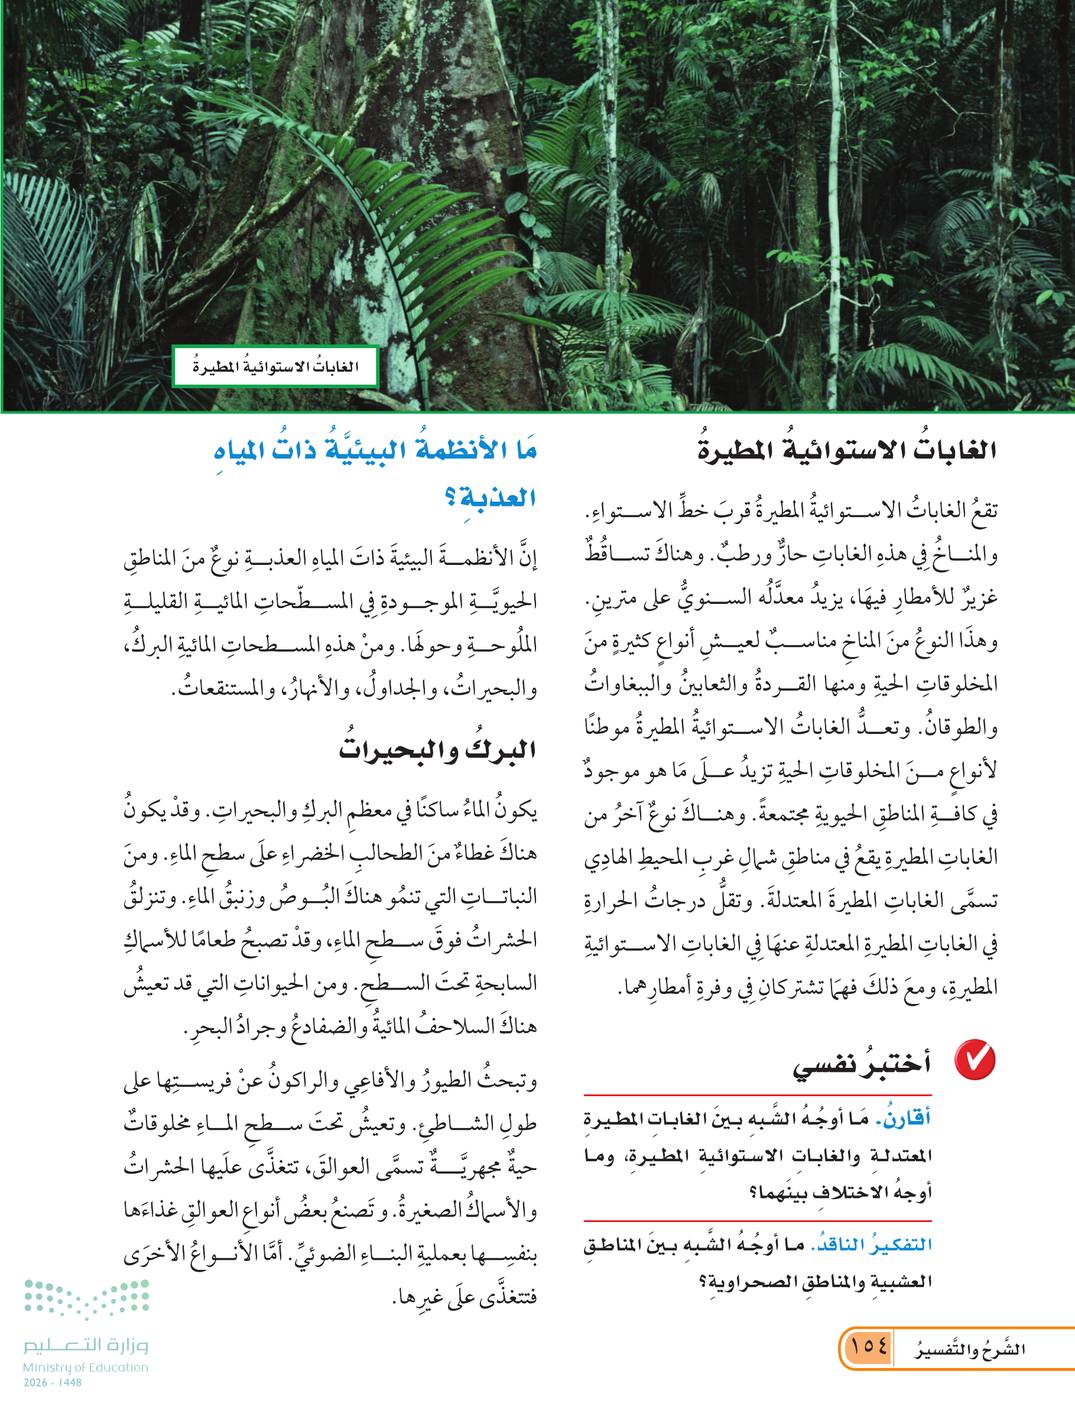 الغاباتُ الاستوائيةُ المطيرةُ
الغاباتُ الاستوائيةُ المطيرةُ
تقعُ الغاباتُ الاستوائيةُ المطيرةُ قربَ خطِّ الاستواءِ.
والمناخُ فِي هذهِ الغاباتِ حارٌّ ورطبٌ. وهناكَ تساقُطٌ
غزيرٌ للأمطارِ فيهَا، يزيدُ معدَّلُه السنويُّ على مترينِ.
وهذَا النوعُ منَ المناخِ مناسبٌ لعيشِ أنواعٍ كثيرةٍ منَ
المخلوقاتِ الحيةِ ومنها القردةُ والثعابينُ والببغاواتُ
والطوقانُ. وتعدُّ الغاباتُ الاستوائيةُ المطيرةُ موطنًا
لأنواعٍ منَ المخلوقاتِ الحيةِ تزيدُ علَى مَا هو موجودٌ
في كافةِ المناطقِ الحيويةِ مجتمعةً. وهناكَ نوعٌ آخرُ من
الغاباتِ المطيرةِ يقعُ في مناطقِ شمالِ غربِ المحيطِ الهادِي
تسمَّى الغاباتِ المطيرةَ المعتدلةَ. وتقلُّ درجاتُ الحرارةِ
في الغاباتِ المطيرةِ المعتدلةِ عنهَا فِي الغاباتِ الاستوائيةِ
المطيرةِ، ومعَ ذلكَ فهمَا تشتركانِ فِي وفرةِ أمطارِهما.
أختبرُ نفسي
أقارنُ. مَا أوجُهُ الشَّبهِ بينَ الغاباتِ المطيرةِ
المعتدلةِ والغاباتِ الاستوائيةِ المطيرةِ، وما
أوجهُ الاختلافِ بينَهما؟
التفكيرُ الناقدُ. ما أوجُهُ الشَّبهِ بينَ المناطقِ
العشبيةِ والمناطقِ الصحراويةِ؟
مَا الأنظمةُ البيئيَّةُ ذاتُ المياهِ
العذبةِ؟
إنَّ الأنظمةَ البيئيةَ ذاتَ المياهِ العذبةِ نوعٌ منَ المناطقِ
الحيويَّةِ الموجودةِ فِي المسطّحاتِ المائيةِ القليلةِ
الملُوحةِ وحولَهَا. ومنْ هذهِ المسطحاتِ المائيةِ البركُ،
والبحيراتُ، والجداولُ، والأنهارُ، والمستنقعاتُ.
البركُ والبحيراتُ
يكونُ الماءُ ساكنًا في معظمِ البركِ والبحيراتِ. وقدْ يكونُ
هناكَ غطاءٌ منَ الطحالبِ الخضراءِ علَى سطحِ الماءِ. ومنَ
النباتاتِ التي تنمُو هناكَ البُوصُ وزنبقُ الماءِ. وتنزلقُ
الحشراتُ فوقَ سطحِ الماءِ، وقدْ تصبحُ طعامًا للأسماكِ
السابحةِ تحتَ السطحِ. ومن الحيواناتِ التي قد تعيشُ
هناكَ السلاحفُ المائيةُ والضفادعُ وجرادُ البحرِ.
وتبحثُ الطيورُ والأفاعِي والراكونُ عنْ فريستِها على
طولِ الشاطئِ. وتعيشُ تحتَ سطحِ الماءِ مخلوقاتٌ
حيةٌ مجهريَّةٌ تسمَّى العوالقَ، تتغذَّى علَيها الحشراتُ
والأسماكُ الصغيرةُ. وتَصنعُ بعضُ أنواعِ العوالقِ غذاءَها
بنفسِها بعمليةِ البناءِ الضوئيِّ. أمَّا الأنواعُ الأخرَى
فتتغذَّى علَى غيرِها.
وزارة التعليم
Ministry of Education
2026 - 1448
١٥٤
الشَّرحُ والتَّفسيرُ